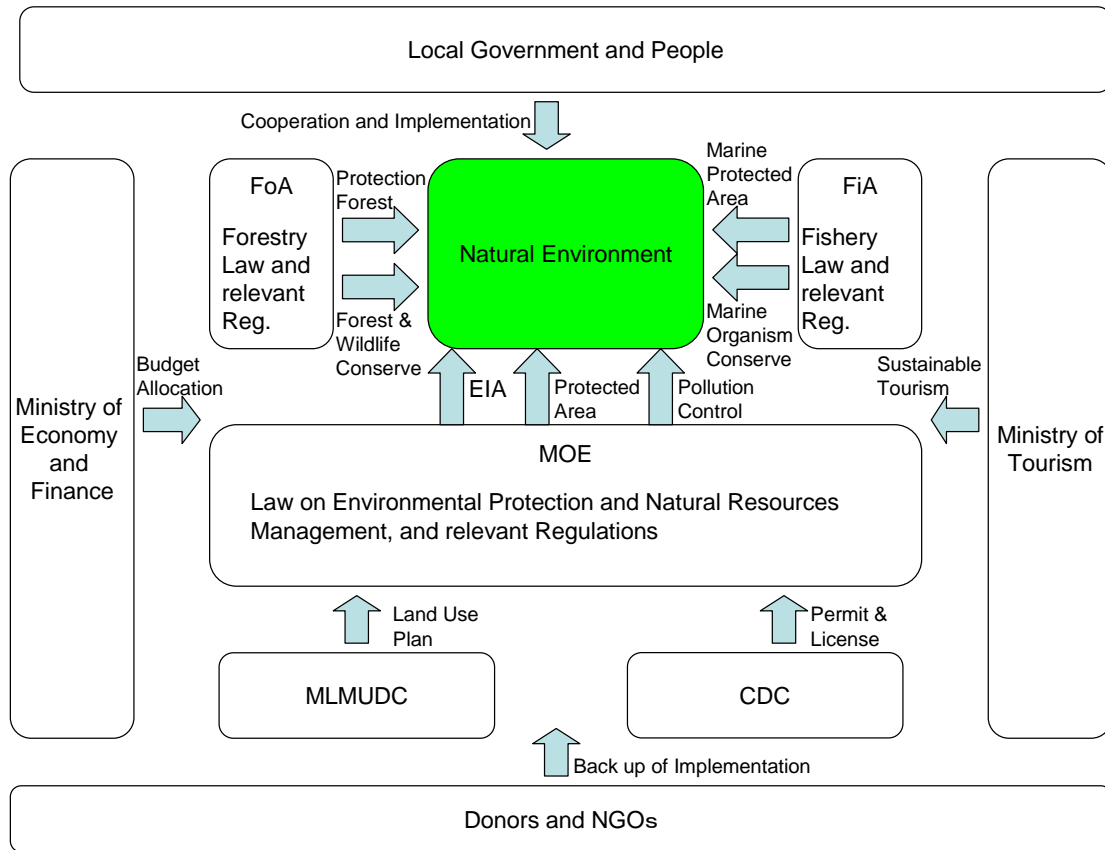 Local Government and People
Cooperation and Implementation
FoA
Forestry
Law and
relevant
Reg.
Protection
Forest
Forest &
Wildlife
Conserve
Natural Environment
Marine
Protected
Area
Marine
Organism
Conserve
FiA
Fishery
Law and
relevant
Reg.
Ministry of
Economy
and
Finance
Budget
Allocation
EIA
Protected
Area
Pollution
Control
Sustainable
Tourism
Ministry of
Tourism
MOE
Law on Environmental Protection and Natural Resources
Management, and relevant Regulations
Land Use
Plan
Permit &
License
MLMUDC
CDC
Back up of Implementation
Donors and NGOs